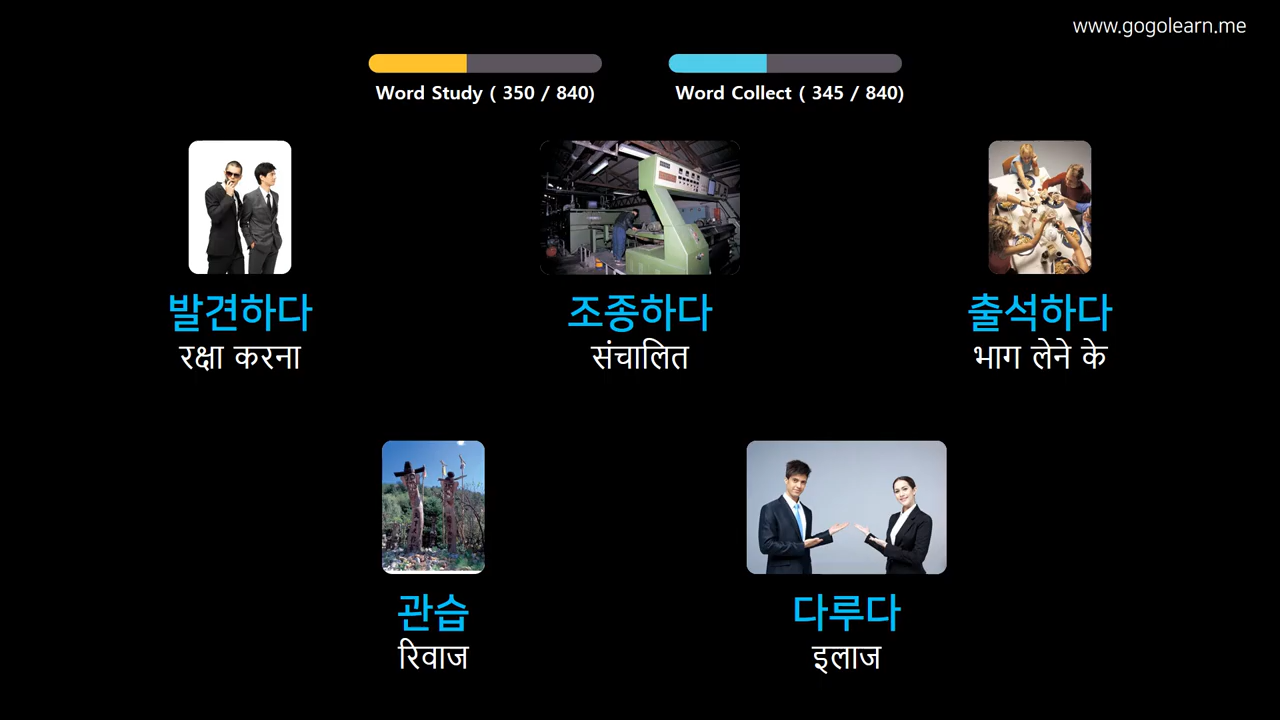 www.gogolearn.me
Word Study ( 350 / 840)
Word Collect ( 345 / 840)
발견하다
रक्षा करना
조종하다
संचालित
출석하다
भाग लेने के
관습
रिवाज
다루다
इलाज